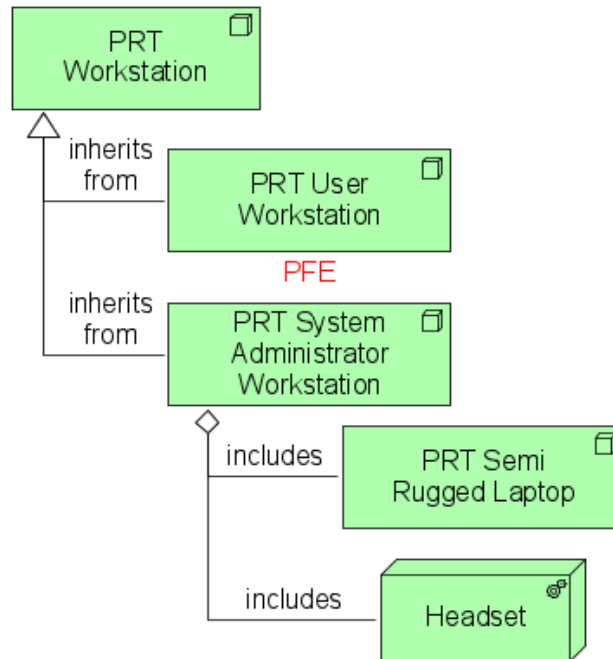 PRT
Workstation
inherits
from
PRT User
Workstation
PFE
inherits
from
PRT System
Administrator
Workstation
includes
PRT Semi
Rugged Laptop
includes
Headset